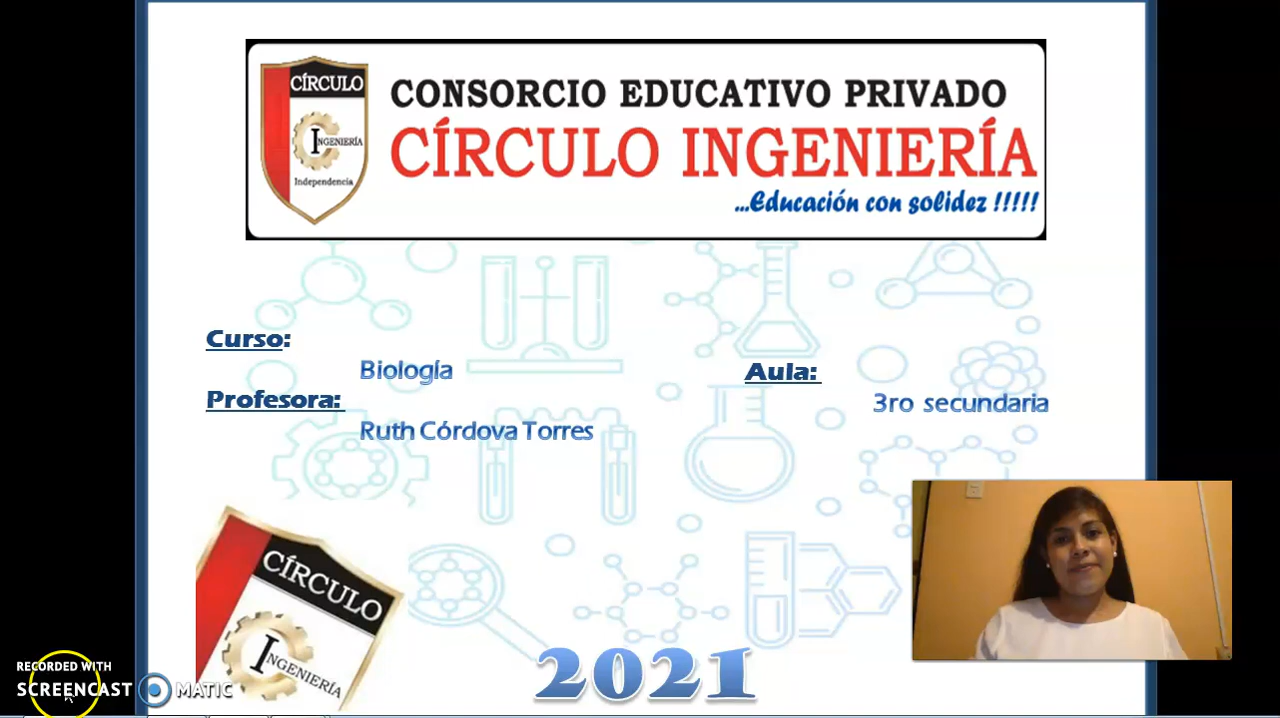 CÍRCULO
INGENIERÍA
Independencia
CONSORCIO EDUCATIVO PRIVADO
CÍRCULO INGENIERÍA
...Educación con solidez !!!!!
Curso:
Biología
Aula:
Profesora:
3ro secundaria
Ruth Córdova Torres
CÍRCULO
INGENIERÍA
2021
RECORDED WITH
SCREENCAST MATIC